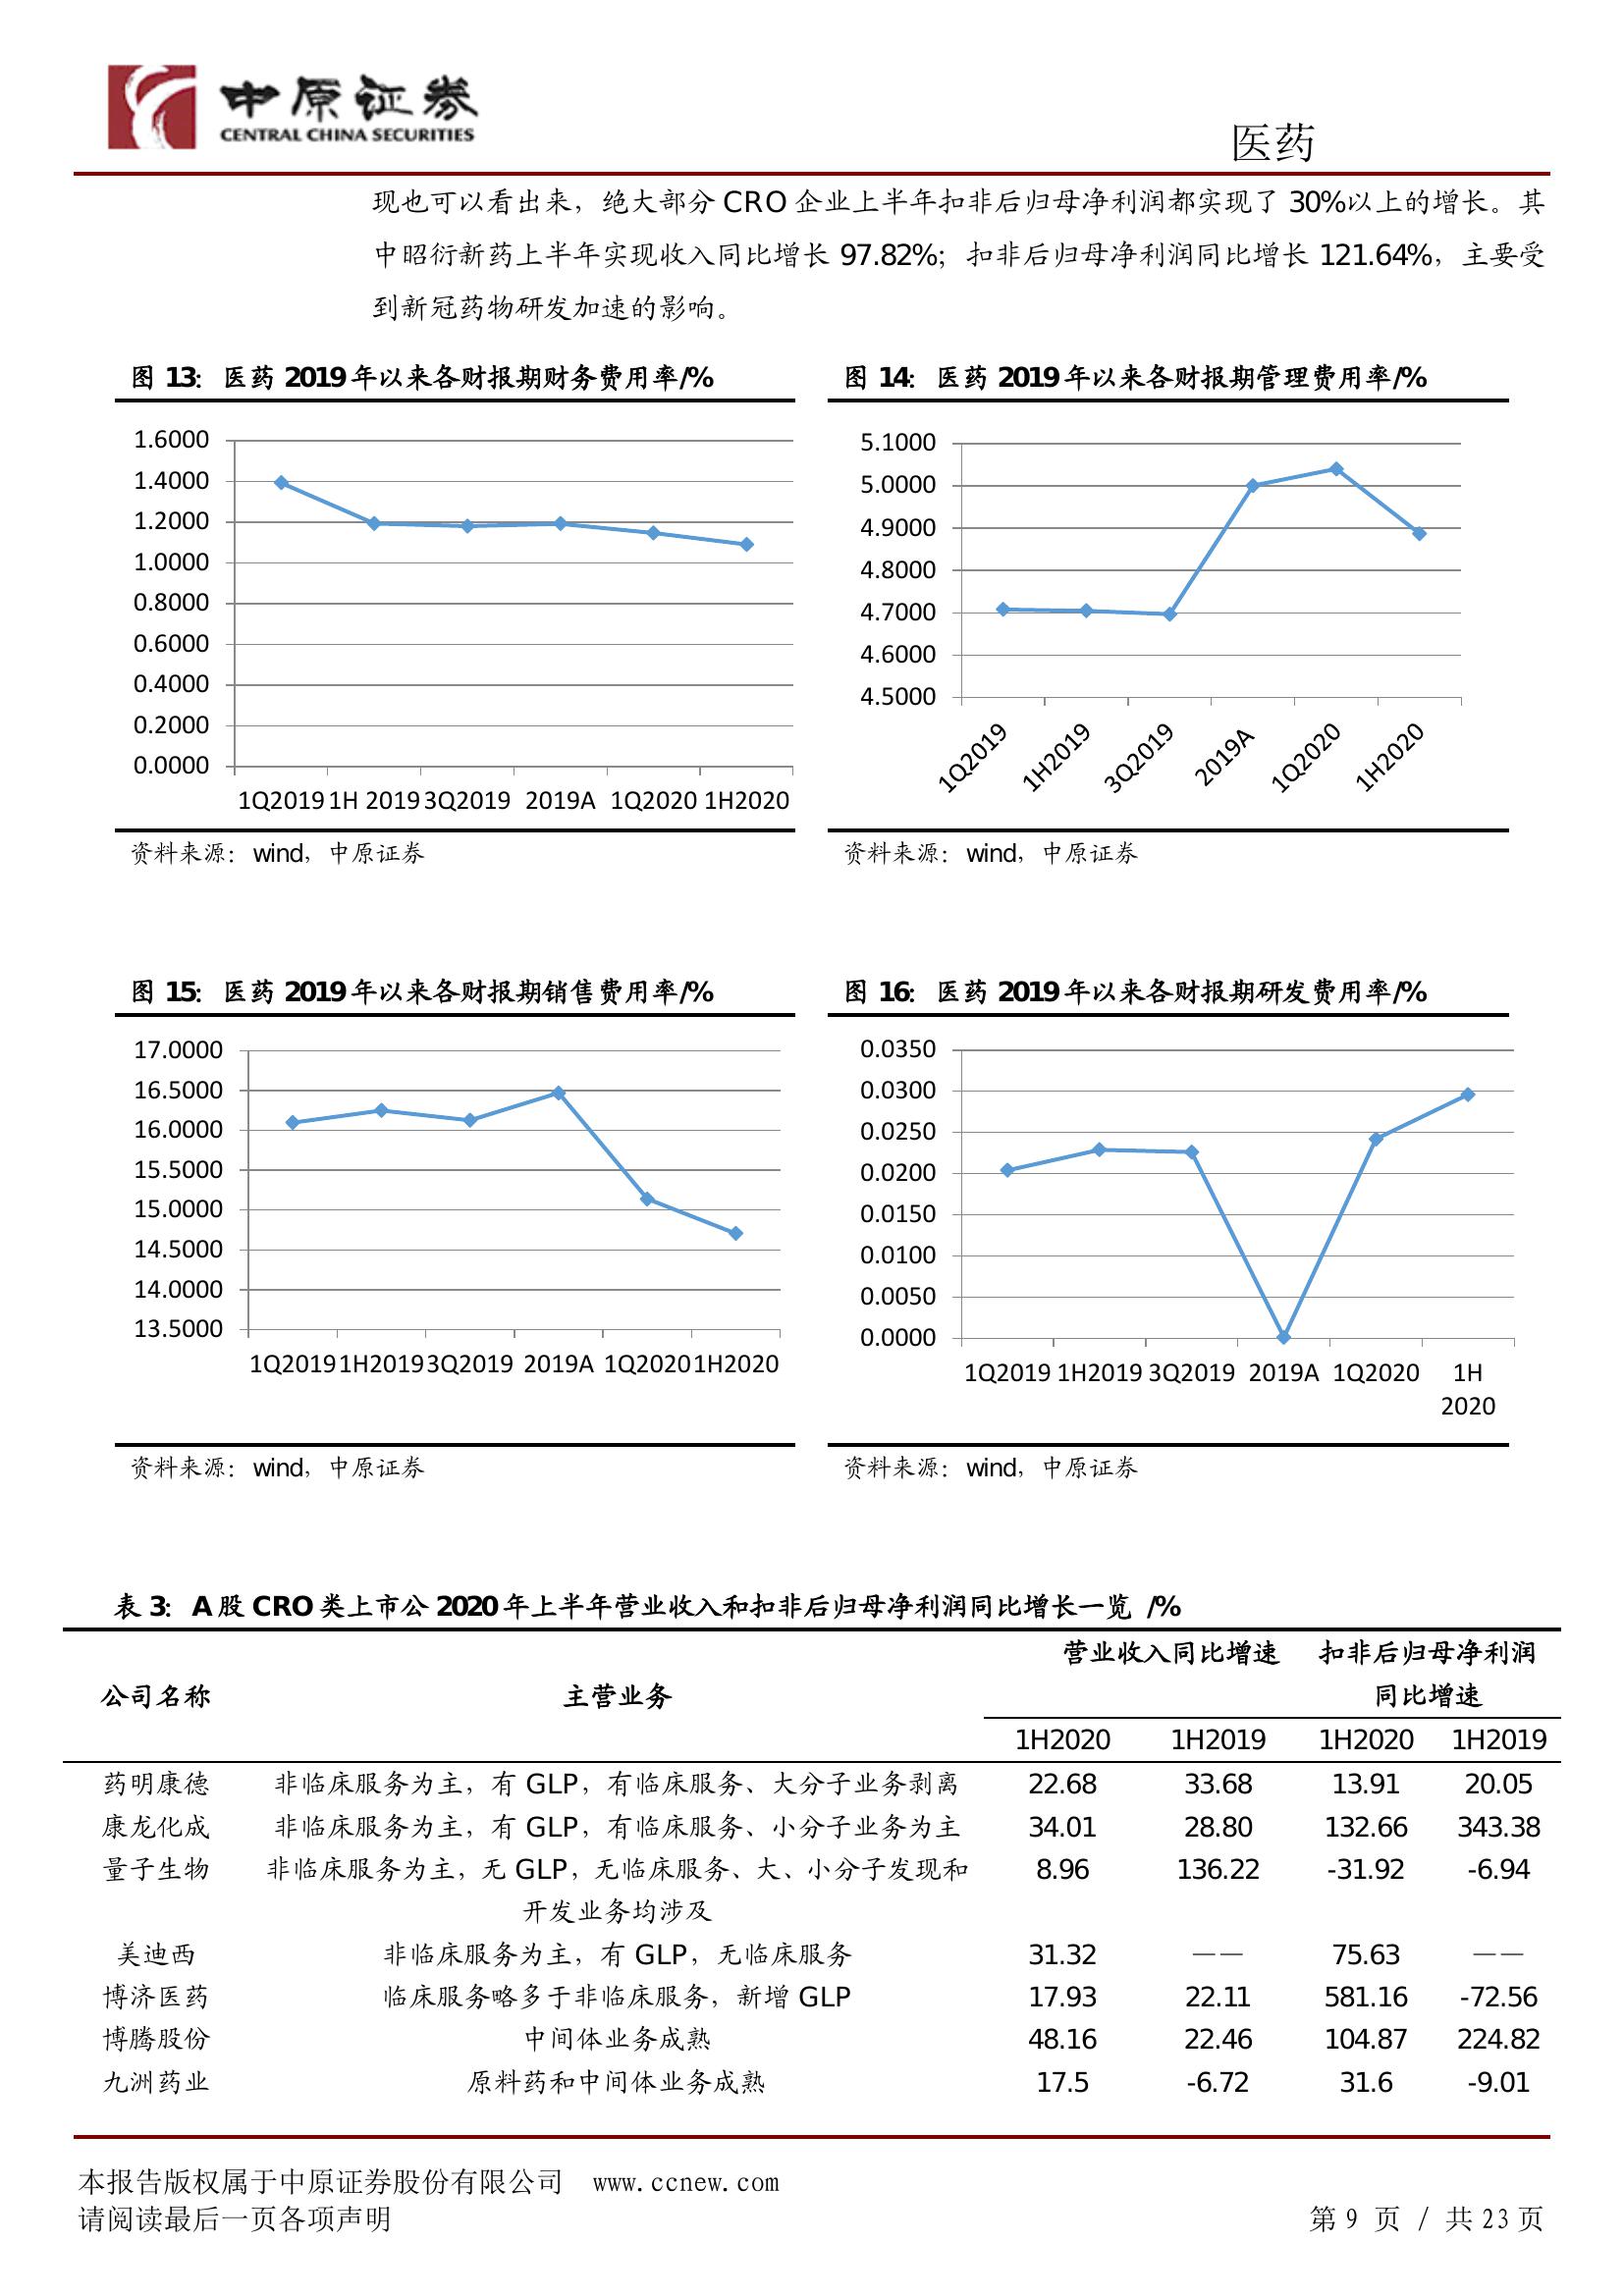 中原证券
CENTRAL CHINA SECURITIES
医药
现也可以看出来，绝大部分 CRO 企业上半年扣非后归母净利润都实现了 30%以上的增长。其
中昭衍新药上半年实现收入同比增长 97.82%；扣非后归母净利润同比增长 121.64%，主要受
到新冠药物研发加速的影响。
图 13： 医药 2019 年以来各财报期财务费用率/%
1.6000
1.4000
1.2000
1.0000
0.8000
0.6000
0.4000
0.2000
0.0000
1Q2019 1H 2019 3Q2019 2019A 1Q2020 1H2020
资料来源：wind，中原证券
图 14： 医药 2019 年以来各财报期管理费用率/%
5.1000
5.0000
4.9000
4.8000
4.7000
4.6000
4.5000
1Q2019 1H2019 3Q2019 2019A 1Q2020 1H2020
资料来源：wind，中原证券
图 15： 医药 2019 年以来各财报期销售费用率/%
17.0000
16.5000
16.0000
15.5000
15.0000
14.5000
14.0000
13.5000
1Q2019 1H2019 3Q2019 2019A 1Q2020 1H2020
资料来源：wind，中原证券
图 16： 医药 2019 年以来各财报期研发费用率/%
0.0350
0.0300
0.0250
0.0200
0.0150
0.0100
0.0050
0.0000
1Q2019 1H2019 3Q2019 2019A 1Q2020 1H
2020
资料来源：wind，中原证券
表 3：A 股 CRO 类上市公 2020 年上半年营业收入和扣非后归母净利润同比增长一览 /%
营业收入同比增速 扣非后归母净利润
公司名称 主营业务 同比增速
1H2020 1H2019 1H2020 1H2019
药明康德 非临床服务为主，有 GLP，有临床服务、大分子业务剥离 22.68 33.68 13.91 20.05
康龙化成 非临床服务为主，有 GLP，有临床服务、小分子业务为主 34.01 28.80 132.66 343.38
量子生物 非临床服务为主，无 GLP，无临床服务、大、小分子发现和 8.96 136.22 -31.92 -6.94
开发业务均涉及
美迪西 非临床服务为主，有 GLP，无临床服务 31.32 —— 75.63 ——
博济医药 临床服务略多于非临床服务，新增 GLP 17.93 22.11 581.16 -72.56
博腾股份 中间体业务成熟 48.16 22.46 104.87 224.82
九洲药业 原料药和中间体业务成熟 17.5 -6.72 31.6 -9.01
本报告版权属于中原证券股份有限公司 www.ccnew.com
请阅读最后一页各项声明 第 9 页 / 共 23 页